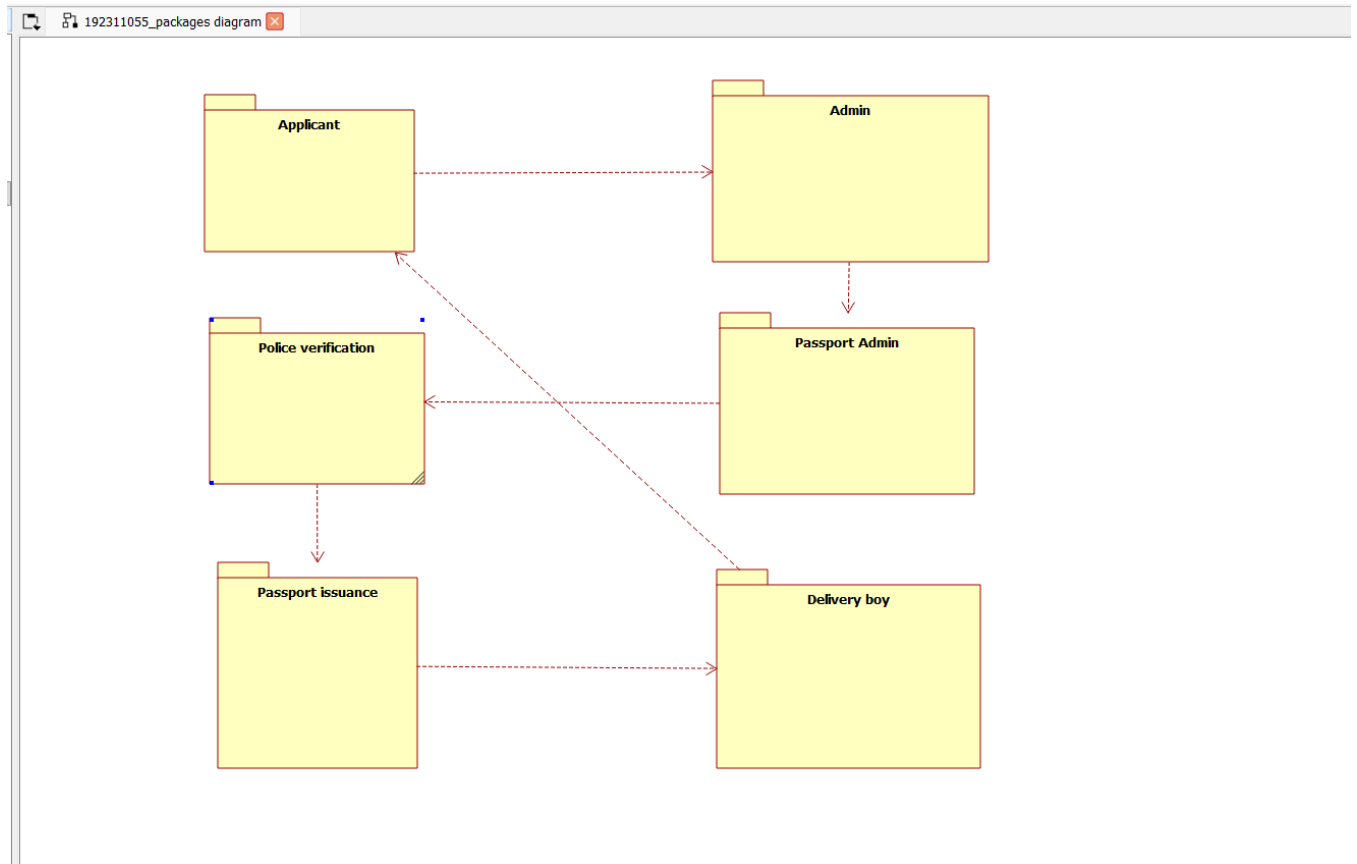 192311055_packages diagram
Applicant
Admin
Police verification
Passport Admin
Passport issuance
Delivery boy